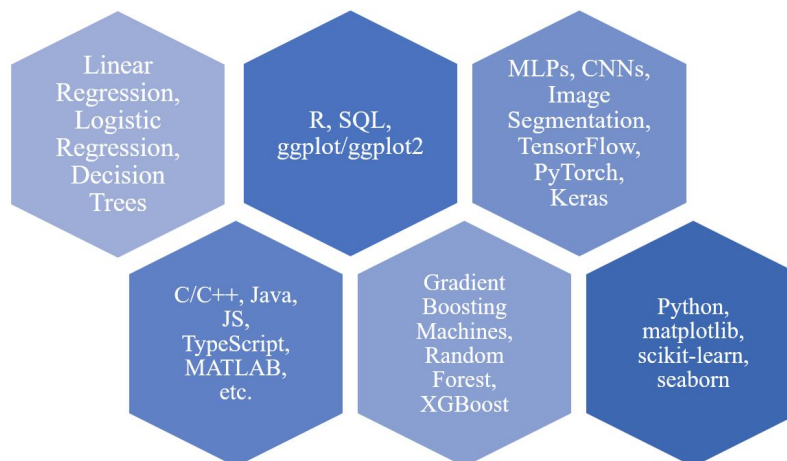 Linear
Regression,
Logistic
Regression,
Decision
Trees
R, SQL,
ggplot/ggplot2
MLPs, CNNs,
Image
Segmentation,
TensorFlow,
PyTorch,
Keras
C/C++, Java,
JS,
TypeScript,
MATLAB,
etc.
Gradient
Boosting
Machines,
Random
Forest,
XGBoost
Python,
matplotlib,
scikit-learn,
seaborn